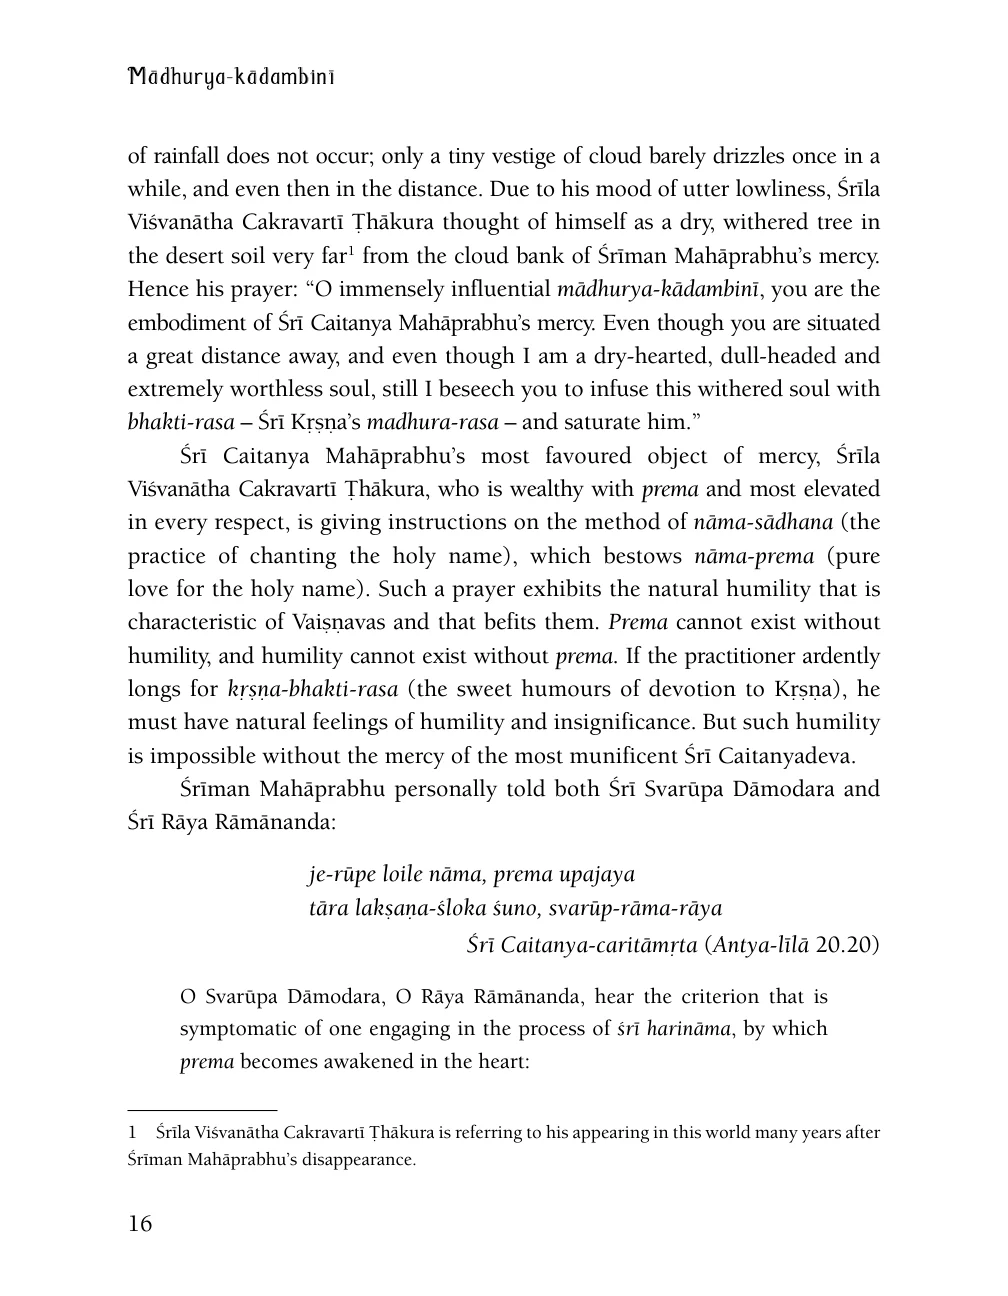 Mādhurya-kādambinī
of rainfall does not occur; only a tiny vestige of cloud barely drizzles once in a
while, and even then in the distance. Due to his mood of utter lowliness, Śrīla
Viśvanātha Cakravartī Ṭhākura thought of himself as a dry, withered tree in
the desert soil very far¹ from the cloud bank of Śrīman Mahāprabhu’s mercy.
Hence his prayer: “O immensely influential mādhurya-kādambinī, you are the
embodiment of Śrī Caitanya Mahāprabhu’s mercy. Even though you are situated
a great distance away, and even though I am a dry-hearted, dull-headed and
extremely worthless soul, still I beseech you to infuse this withered soul with
bhakti-rasa – Śrī Kṛṣṇa’s madhura-rasa – and saturate him.”
Śrī Caitanya Mahāprabhu’s most favoured object of mercy, Śrīla
Viśvanātha Cakravartī Ṭhākura, who is wealthy with prema and most elevated
in every respect, is giving instructions on the method of nāma-sādhana (the
practice of chanting the holy name), which bestows nāma-prema (pure
love for the holy name). Such a prayer exhibits the natural humility that is
characteristic of Vaiṣṇavas and that befits them. Prema cannot exist without
humility, and humility cannot exist without prema. If the practitioner ardently
longs for kṛṣṇa-bhakti-rasa (the sweet humours of devotion to Kṛṣṇa), he
must have natural feelings of humility and insignificance. But such humility
is impossible without the mercy of the most munificent Śrī Caitanyadeva.
Śrīman Mahāprabhu personally told both Śrī Svarūpa Dāmodara and
Śrī Rāya Rāmānanda:
je-rūpe loile nāma, prema upajaya
tāra lakṣaṇa-śloka śuno, svarūp-rāma-rāya
Śrī Caitanya-caritāmṛta (Antya-līlā 20.20)
O Svarūpa Dāmodara, O Rāya Rāmānanda, hear the criterion that is
symptomatic of one engaging in the process of śrī harināma, by which
prema becomes awakened in the heart:
1 Śrīla Viśvanātha Cakravartī Ṭhākura is referring to his appearing in this world many years after
Śrīman Mahāprabhu’s disappearance.
16